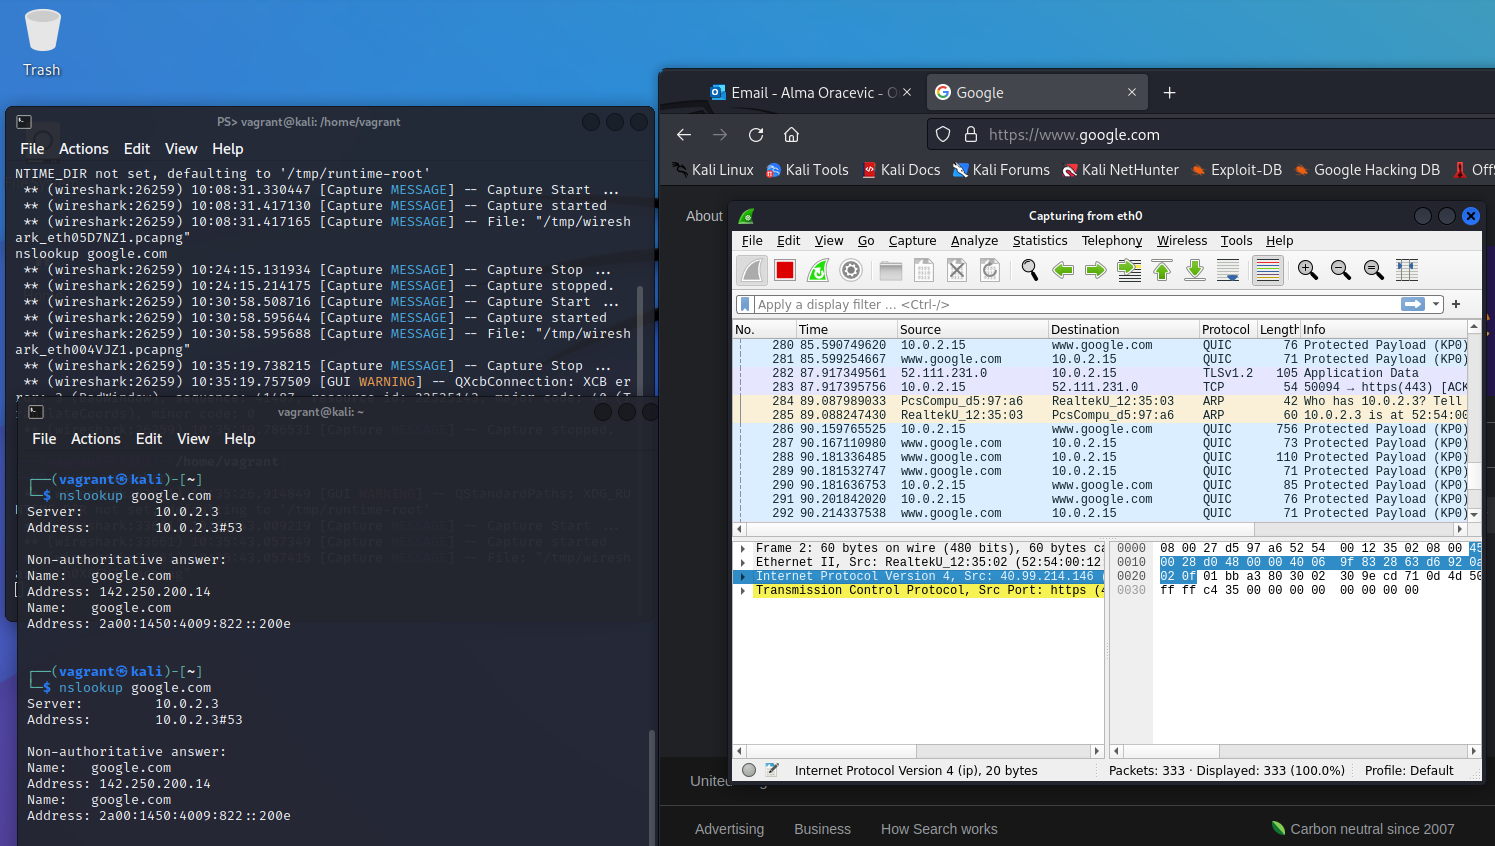 Trash
PS> vagrant@kali: /home/vagrant
File Actions Edit View Help
NTIME_DIR not set, defaulting to '/tmp/runtime-root'
** (wireshark:26259) 10:08:31.330447 [Capture MESSAGE] -- Capture Start ...
** (wireshark:26259) 10:08:31.417130 [Capture MESSAGE] -- Capture started
** (wireshark:26259) 10:08:31.417165 [Capture MESSAGE] -- File: "/tmp/wiresh
ark_eth05D7NZ1.pcapng"
nslookup google.com
** (wireshark:26259) 10:24:15.131934 [Capture MESSAGE] -- Capture Stop ...
** (wireshark:26259) 10:24:15.214175 [Capture MESSAGE] -- Capture stopped.
** (wireshark:26259) 10:30:58.508716 [Capture MESSAGE] -- Capture Start ...
** (wireshark:26259) 10:30:58.595644 [Capture MESSAGE] -- Capture started
** (wireshark:26259) 10:30:58.595688 [Capture MESSAGE] -- File: "/tmp/wiresh
ark_eth004VJZ1.pcapng"
** (wireshark:26259) 10:35:19.738215 [Capture MESSAGE] -- Capture Stop ...
** (wireshark:26259) 10:35:19.757509 [GUI WARNING] -- QXcbConnection: XCB er
vagrant@kali: ~
File Actions Edit View Help
┌──(vagrant㉿kali)-[~]
└─$ nslookup google.com
Server: 10.0.2.3
Address: 10.0.2.3#53
Non-authoritative answer:
Name: google.com
Address: 142.250.200.14
Name: google.com
Address: 2a00:1450:4009:822::200e
┌──(vagrant㉿kali)-[~]
└─$ nslookup google.com
Server: 10.0.2.3
Address: 10.0.2.3#53
Non-authoritative answer:
Name: google.com
Address: 142.250.200.14
Name: google.com
Address: 2a00:1450:4009:822::200e
Email - Alma Oracevic - O
Google
https://www.google.com
Kali Linux Kali Tools Kali Docs Kali Forums Kali NetHunter Exploit-DB Google Hacking DB OffS
About
Capturing from eth0
File Edit View Go Capture Analyze Statistics Telephony Wireless Tools Help
Apply a display filter ... <Ctrl-/>
No. Time Source Destination Protocol Length Info
280 85.590749620 10.0.2.15 www.google.com QUIC 76 Protected Payload (KP0)
281 85.599254667 www.google.com 10.0.2.15 QUIC 71 Protected Payload (KP0)
282 87.917349561 52.111.231.0 10.0.2.15 TLSv1.2 105 Application Data
283 87.917395756 10.0.2.15 52.111.231.0 TCP 54 50094 → https(443) [ACK
284 89.087989033 PcsCompu_d5:97:a6 RealtekU_12:35:03 ARP 42 Who has 10.0.2.3? Tell
285 89.088247430 RealtekU_12:35:03 PcsCompu_d5:97:a6 ARP 60 10.0.2.3 is at 52:54:00
286 90.159765525 10.0.2.15 www.google.com QUIC 756 Protected Payload (KP0)
287 90.167110980 www.google.com 10.0.2.15 QUIC 73 Protected Payload (KP0)
288 90.181336485 www.google.com 10.0.2.15 QUIC 110 Protected Payload (KP0)
289 90.181532747 www.google.com 10.0.2.15 QUIC 71 Protected Payload (KP0)
290 90.181636753 10.0.2.15 www.google.com QUIC 85 Protected Payload (KP0)
291 90.201842020 10.0.2.15 www.google.com QUIC 76 Protected Payload (KP0)
292 90.214337538 www.google.com 10.0.2.15 QUIC 71 Protected Payload (KP0)
Frame 2: 60 bytes on wire (480 bits), 60 bytes ca
Ethernet II, Src: RealtekU_12:35:02 (52:54:00:12:
Internet Protocol Version 4, Src: 40.99.214.146 (
Transmission Control Protocol, Src Port: https (4
0000 08 00 27 d5 97 a6 52 54 00 12 35 02 08 00 45
0010 00 28 d0 48 00 00 40 06 9f 83 28 63 d6 92 0a
0020 02 0f 01 bb a3 80 30 02 30 9e cd 71 0d 4d 50
0030 ff ff c4 35 00 00 00 00 00 00 00 00
Internet Protocol Version 4 (ip), 20 bytes
Packets: 333 · Displayed: 333 (100.0%)
Profile: Default
United
Advertising Business How Search works
Carbon neutral since 2007